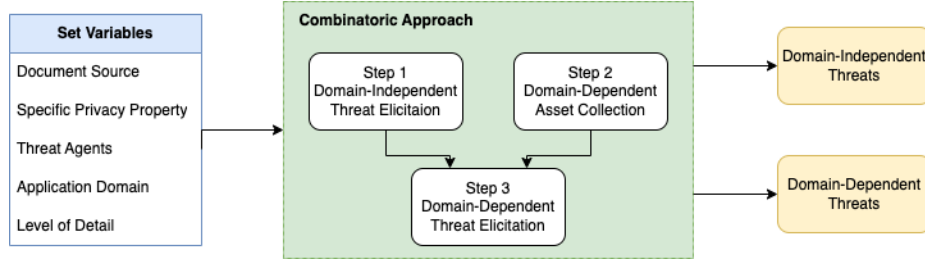 Set Variables
Document Source
Specific Privacy Property
Threat Agents
Application Domain
Level of Detail
Combinatoric Approach
Step 1
Domain-Independent
Threat Elicitaion
Step 2
Domain-Dependent
Asset Collection
Step 3
Domain-Dependent
Threat Elicitation
Domain-Independent
Threats
Domain-Dependent
Threats